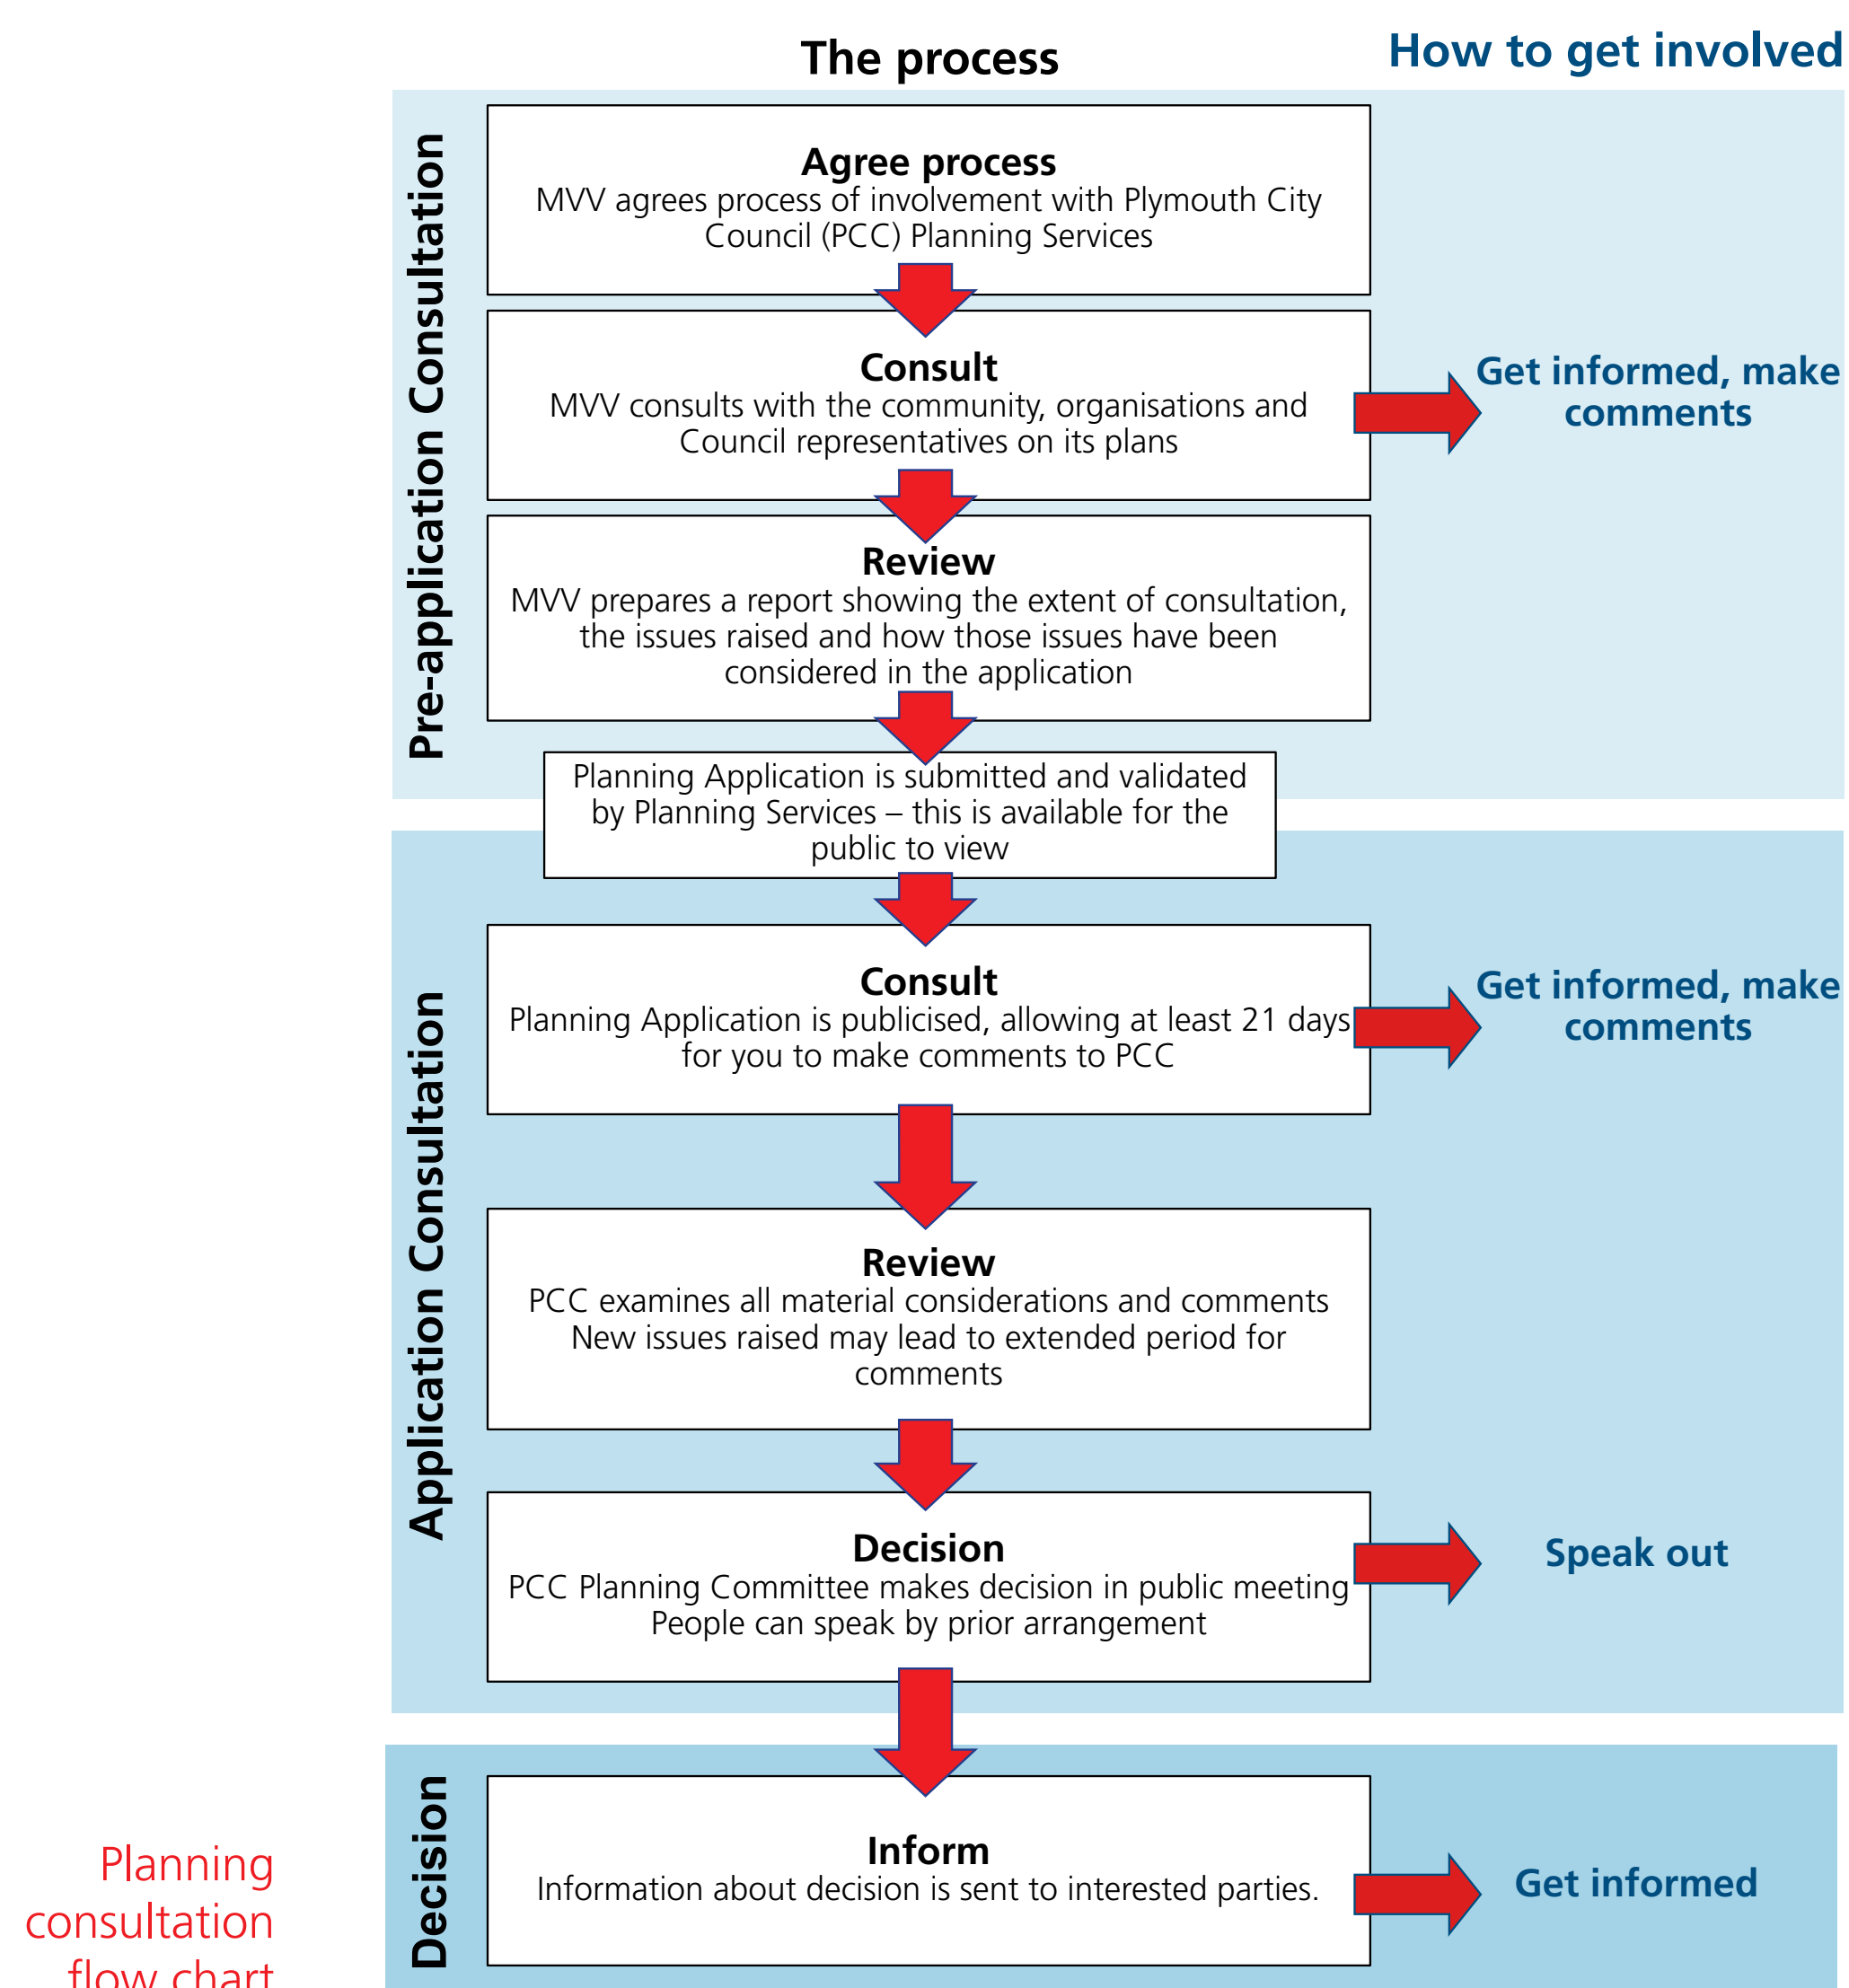 The process
How to get involved
Pre-application Consultation
Agree process
MVV agrees process of involvement with Plymouth City
Council (PCC) Planning Services
Consult
MVV consults with the community, organisations and
Council representatives on its plans
Get informed, make
comments
Review
MVV prepares a report showing the extent of consultation,
the issues raised and how those issues have been
considered in the application
Planning Application is submitted and validated
by Planning Services – this is available for the
public to view
Application Consultation
Consult
Planning Application is publicised, allowing at least 21 days
for you to make comments to PCC
Get informed, make
comments
Review
PCC examines all material considerations and comments
New issues raised may lead to extended period for
comments
Decision
PCC Planning Committee makes decision in public meeting
People can speak by prior arrangement
Speak out
Decision
Inform
Information about decision is sent to interested parties.
Get informed
Planning
consultation
flow chart